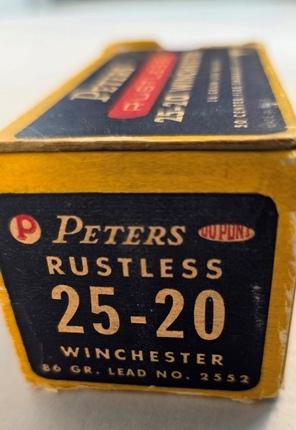 PETERS
RUSTLESS
25-20 WINCHESTER
50 CENTER FIRE
P PETERS DU PONT
RUSTLESS
25-20
WINCHESTER
86 GR. LEAD NO. 2552